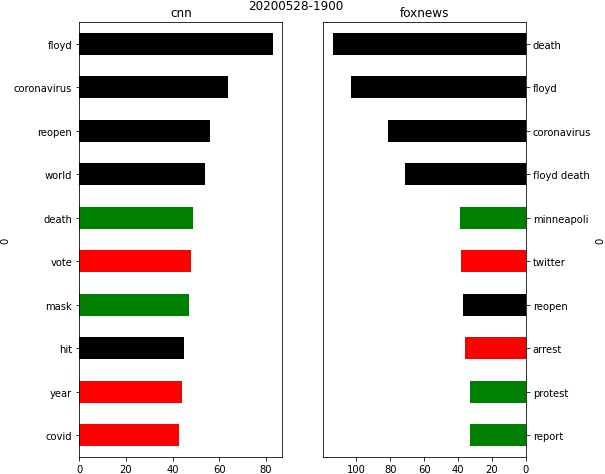 20200528-1900
cnn
foxnews
floyd
coronavirus
reopen
world
death
vote
mask
hit
year
covid
0
0 20 40 60 80
death
floyd
coronavirus
floyd death
minneapoli
twitter
reopen
arrest
protest
report
0
100 80 60 40 20 0